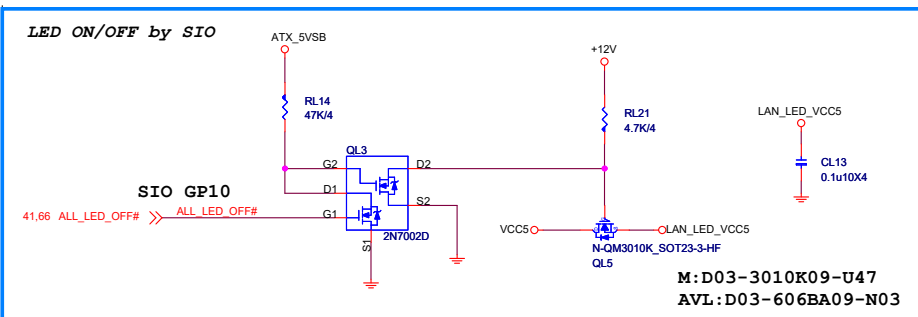 LED ON/OFF by SIO
ATX_5VSB
+12V
RL14
47K/4
RL21
4.7K/4
LAN_LED_VCC5
CL13
0.1u10X4
QL3
G2
D2
D1
S2
SIO GP10
41,66 ALL_LED_OFF#
ALL_LED_OFF#
G1
2N7002D
S1
VCC5
LAN_LED_VCC5
N-QM3010K_SOT23-3-HF
QL5
M:D03-3010K09-U47
AVL:D03-606BA09-N03